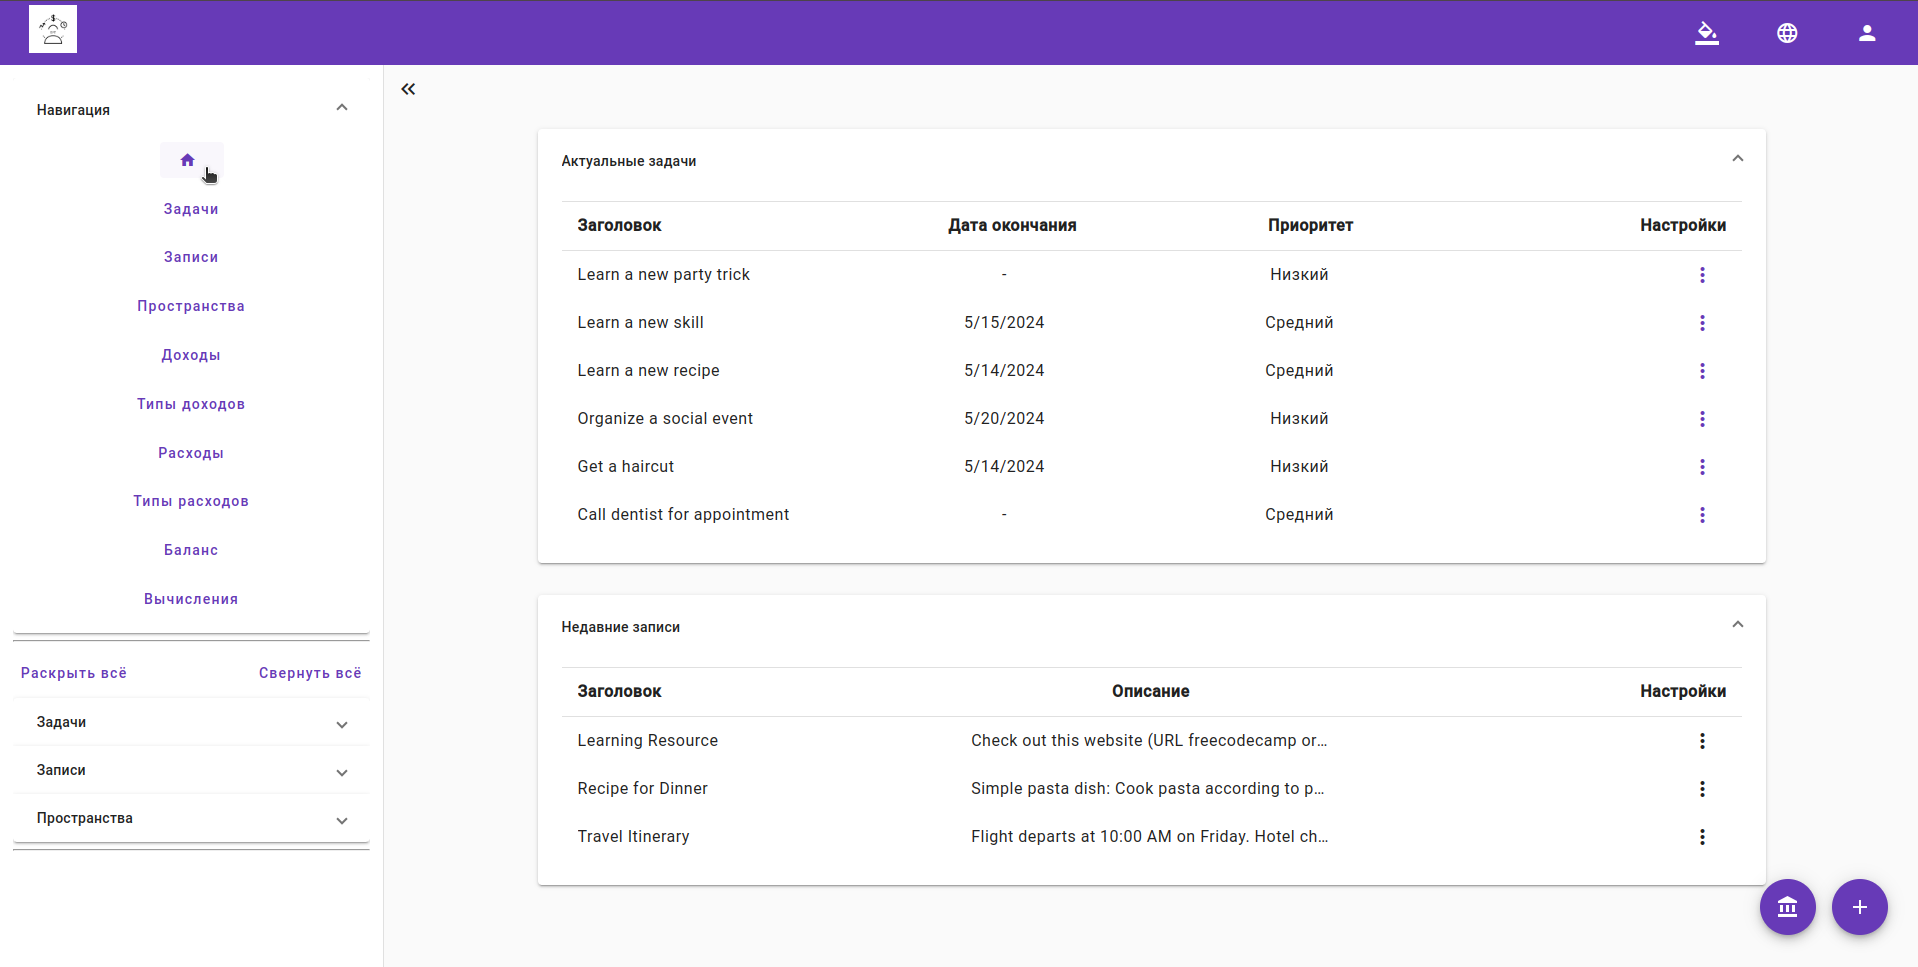 Навигация
Задачи
Записи
Пространства
Доходы
Типы доходов
Расходы
Типы расходов
Баланс
Вычисления
Раскрыть всё Свернуть всё
Задачи
Записи
Пространства
Актуальные задачи
Заголовок Дата окончания Приоритет Настройки
Learn a new party trick - Низкий
Learn a new skill 5/15/2024 Средний
Learn a new recipe 5/14/2024 Средний
Organize a social event 5/20/2024 Низкий
Get a haircut 5/14/2024 Низкий
Call dentist for appointment - Средний
Недавние записи
Заголовок Описание Настройки
Learning Resource Check out this website (URL freecodecamp or…
Recipe for Dinner Simple pasta dish: Cook pasta according to p…
Travel Itinerary Flight departs at 10:00 AM on Friday. Hotel ch…